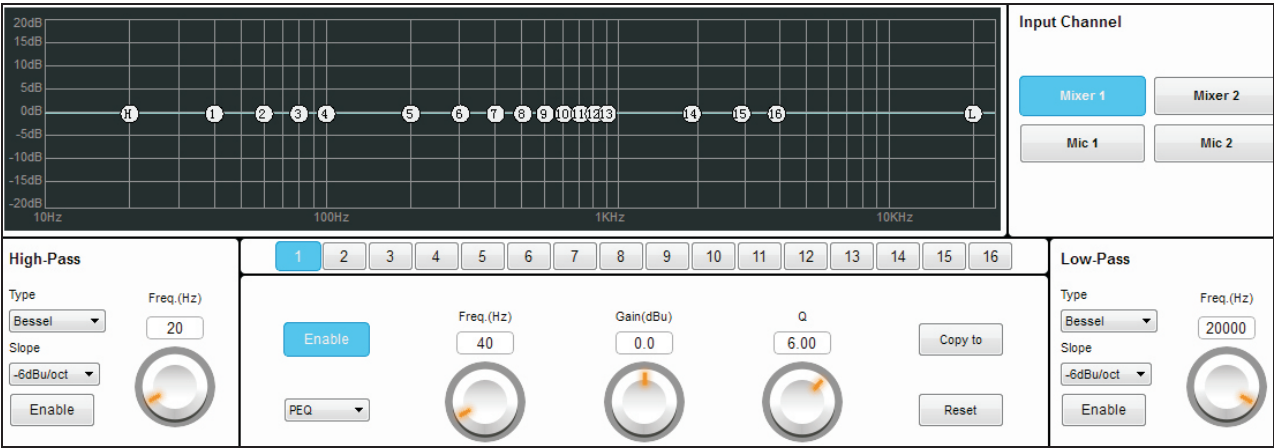 20dB
15dB
10dB
5dB
0dB
-5dB
-10dB
-15dB
-20dB
H 1 2 3 4 5 6 7 8 9 10 11 12 13 14 15 16 L
10Hz 100Hz 1KHz 10KHz
Input Channel
Mixer 1 Mixer 2
Mic 1 Mic 2
High-Pass
Type
Bessel
Slope
-6dBu/oct
Enable
Freq.(Hz)
20
1 2 3 4 5 6 7 8 9 10 11 12 13 14 15 16
Enable
PEQ
Freq.(Hz)
40
Gain(dBu)
0.0
Q
6.00
Copy to
Reset
Low-Pass
Type
Bessel
Slope
-6dBu/oct
Enable
Freq.(Hz)
20000